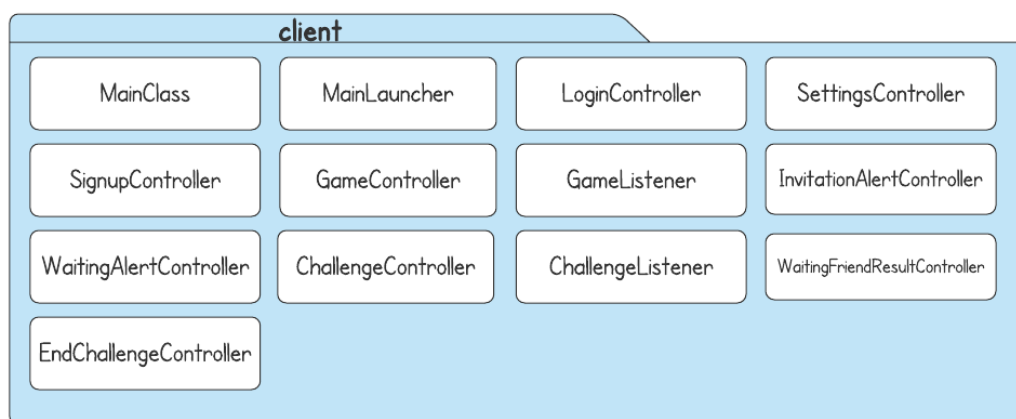 client
MainClass
MainLauncher
LoginController
SettingsController
SignupController
GameController
GameListener
InvitationAlertController
WaitingAlertController
ChallengeController
ChallengeListener
WaitingFriendResultController
EndChallengeController